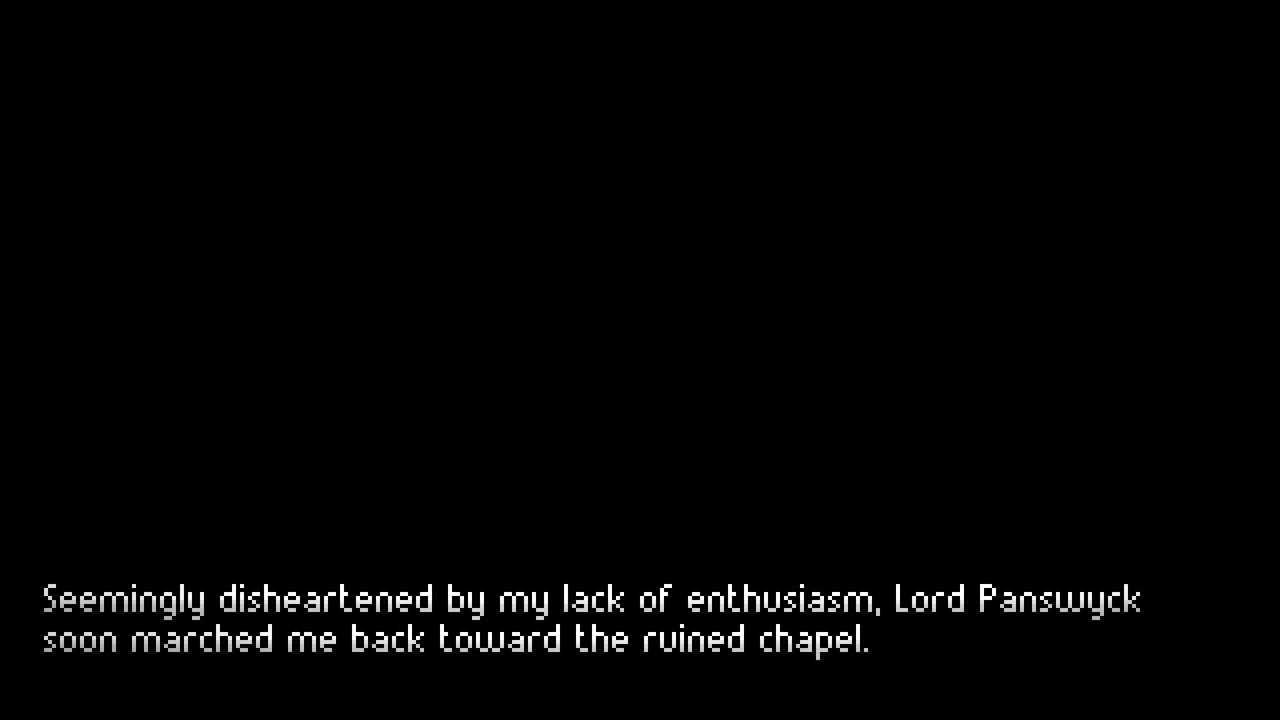 Seemingly disheartened by my lack of enthusiasm, Lord Panswyck
soon marched me back toward the ruined chapel.